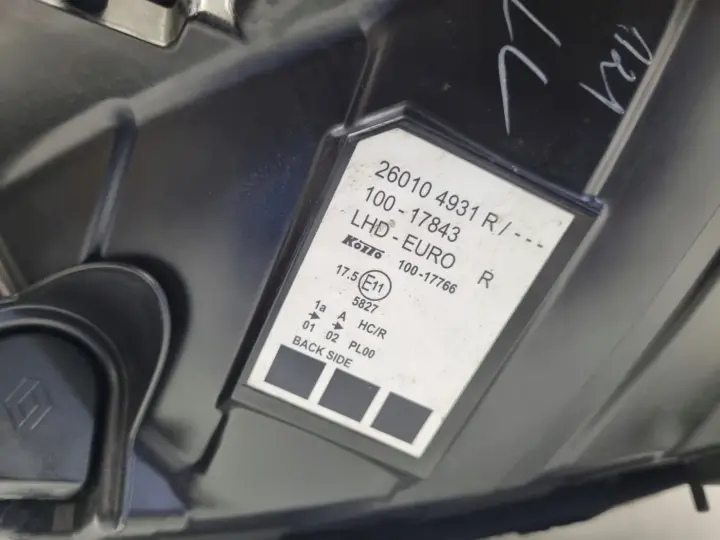 26010 4931 R / ---
100 - 17843
LHD - EURO R
Koito 100-17766
17.5 E11
5827
1a A HC/R
01 02 PL00
BACK SIDE